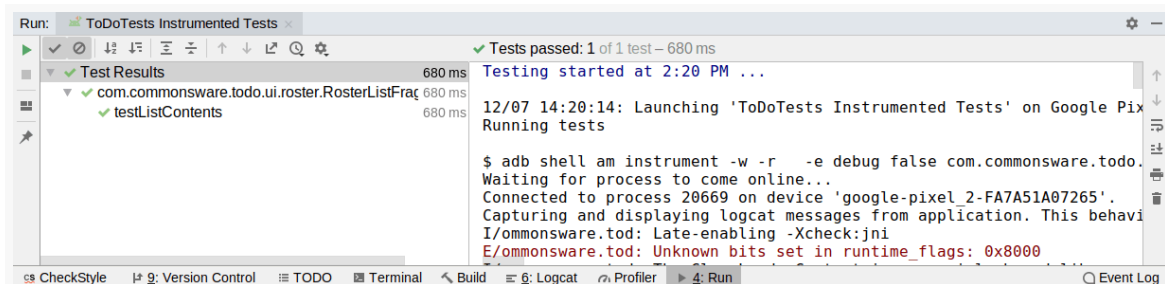 Run: ToDoTests Instrumented Tests
Tests passed: 1 of 1 test – 680 ms
Test Results 680 ms
com.commonsware.todo.ui.roster.RosterListFrag 680 ms
testListContents 680 ms
Testing started at 2:20 PM ...
12/07 14:20:14: Launching 'ToDoTests Instrumented Tests' on Google Pix
Running tests
$ adb shell am instrument -w -r   -e debug false com.commonsware.todo.
Waiting for process to come online...
Connected to process 20669 on device 'google-pixel_2-FA7A51A07265'.
Capturing and displaying logcat messages from application. This behavi
I/ommonsware.tod: Late-enabling -Xcheck:jni
E/ommonsware.tod: Unknown bits set in runtime_flags: 0x8000
CS CheckStyle 9: Version Control TODO Terminal Build 6: Logcat Profiler 4: Run Event Log